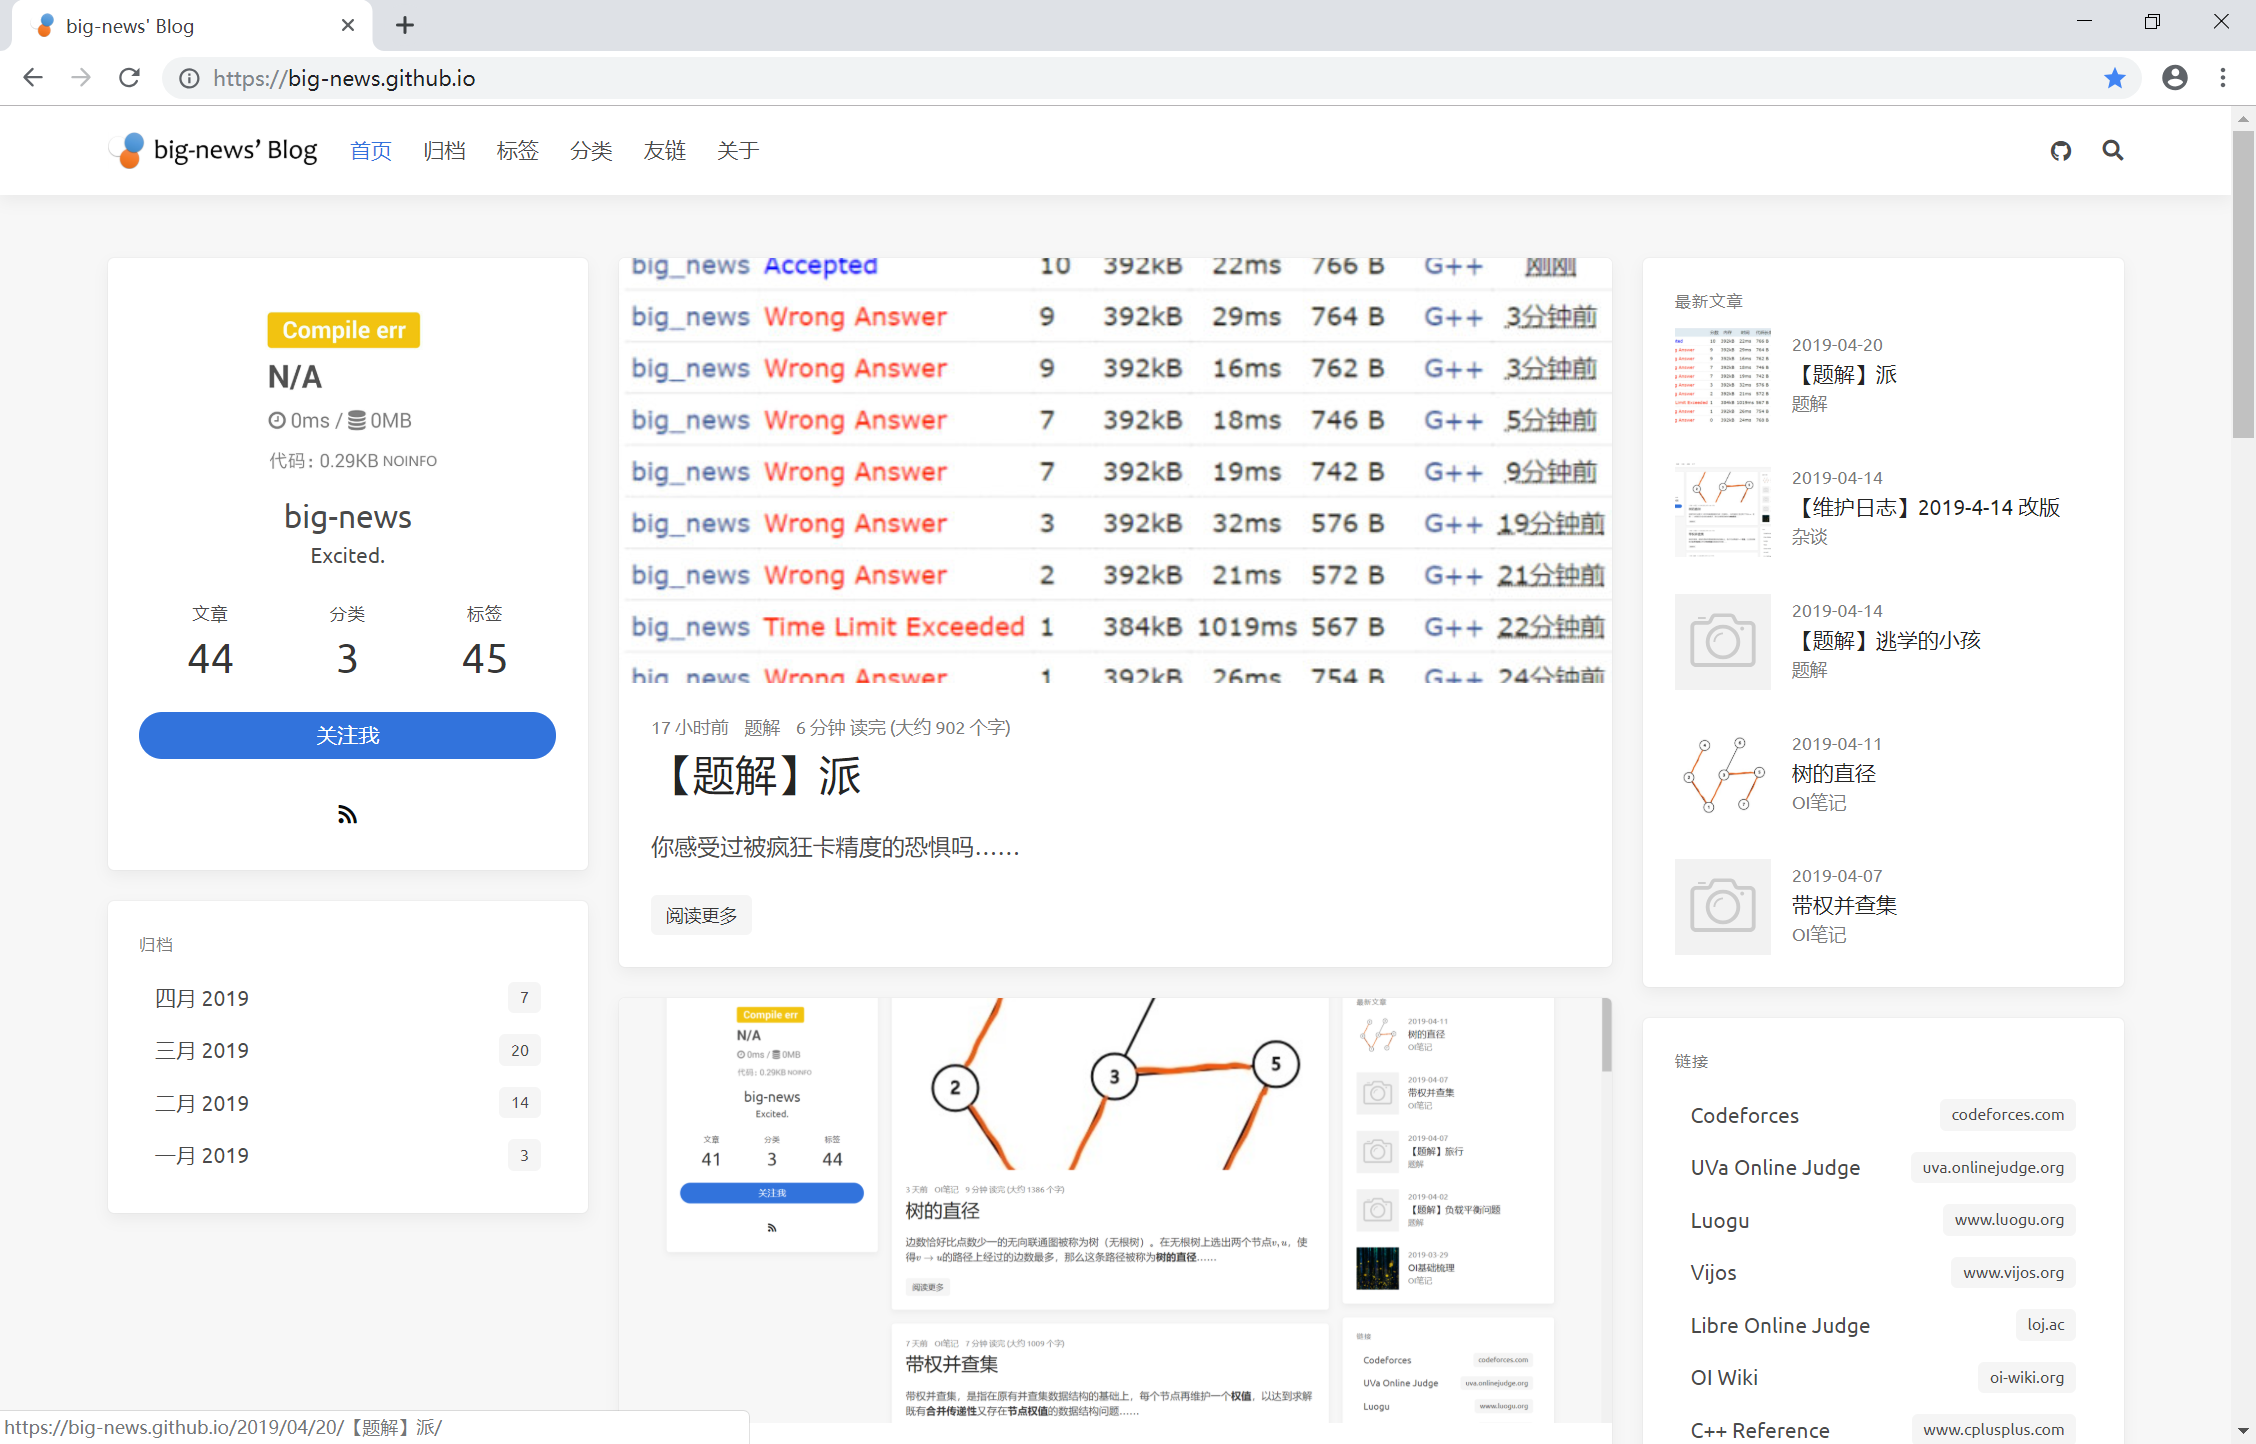 big-news' Blog
https://big-news.github.io
big-news’ Blog 首页 归档 标签 分类 友链 关于
Compile err
N/A
0ms / 0MB
代码: 0.29KB NOINFO
big-news
Excited.
文章 分类 标签
44 3 45
关注我
归档
四月 2019 7
三月 2019 20
二月 2019 14
一月 2019 3
big_news Accepted 10 392kB 22ms 766 B G++ 刚刚
big_news Wrong Answer 9 392kB 29ms 764 B G++ 3分钟前
big_news Wrong Answer 9 392kB 16ms 762 B G++ 3分钟前
big_news Wrong Answer 7 392kB 18ms 746 B G++ 5分钟前
big_news Wrong Answer 7 392kB 19ms 742 B G++ 9分钟前
big_news Wrong Answer 3 392kB 32ms 576 B G++ 19分钟前
big_news Wrong Answer 2 392kB 21ms 572 B G++ 21分钟前
big_news Time Limit Exceeded 1 384kB 1019ms 567 B G++ 22分钟前
big_news Wrong Answer 1 392kB 26ms 754 B G++ 24分钟前
17 小时前 题解 6 分钟 读完 (大约 902 个字)
【题解】派
你感受过被疯狂卡精度的恐惧吗……
阅读更多
Compile err
N/A
0ms / 0MB
代码: 0.29KB NOINFO
big-news
Excited.
文章 分类 标签
41 3 44
关注我
2 3 5
3 天前 OI笔记 9 分钟 读完 (大约 1386 个字)
树的直径
边数恰好比点数少一的无向联通图被称为树（无根树）。在无根树上选出两个节点v, u，使
得v → u的路径上经过的边数最多，那么这条路径被称为树的直径……
阅读更多
7 天前 OI笔记 7 分钟 读完 (大约 1009 个字)
带权并查集
带权并查集，是指在原有并查集数据结构的基础上，每个节点再维护一个权值，以达到求解
既有合并传递性又存在节点权值的数据结构问题……
最新文章
2019-04-11
树的直径
OI笔记
2019-04-07
带权并查集
OI笔记
2019-04-07
【题解】旅行
题解
2019-04-02
【题解】负载平衡问题
题解
2019-03-29
OI基础梳理
OI笔记
链接
Codeforces codeforces.com
UVa Online Judge uva.onlinejudge.org
Luogu www.luogu.org
最新文章
2019-04-20
【题解】派
题解
2019-04-14
【维护日志】2019-4-14 改版
杂谈
2019-04-14
【题解】逃学的小孩
题解
2019-04-11
树的直径
OI笔记
2019-04-07
带权并查集
OI笔记
链接
Codeforces codeforces.com
UVa Online Judge uva.onlinejudge.org
Luogu www.luogu.org
Vijos www.vijos.org
Libre Online Judge loj.ac
OI Wiki oi-wiki.org
C++ Reference www.cplusplus.com
https://big-news.github.io/2019/04/20/【题解】派/